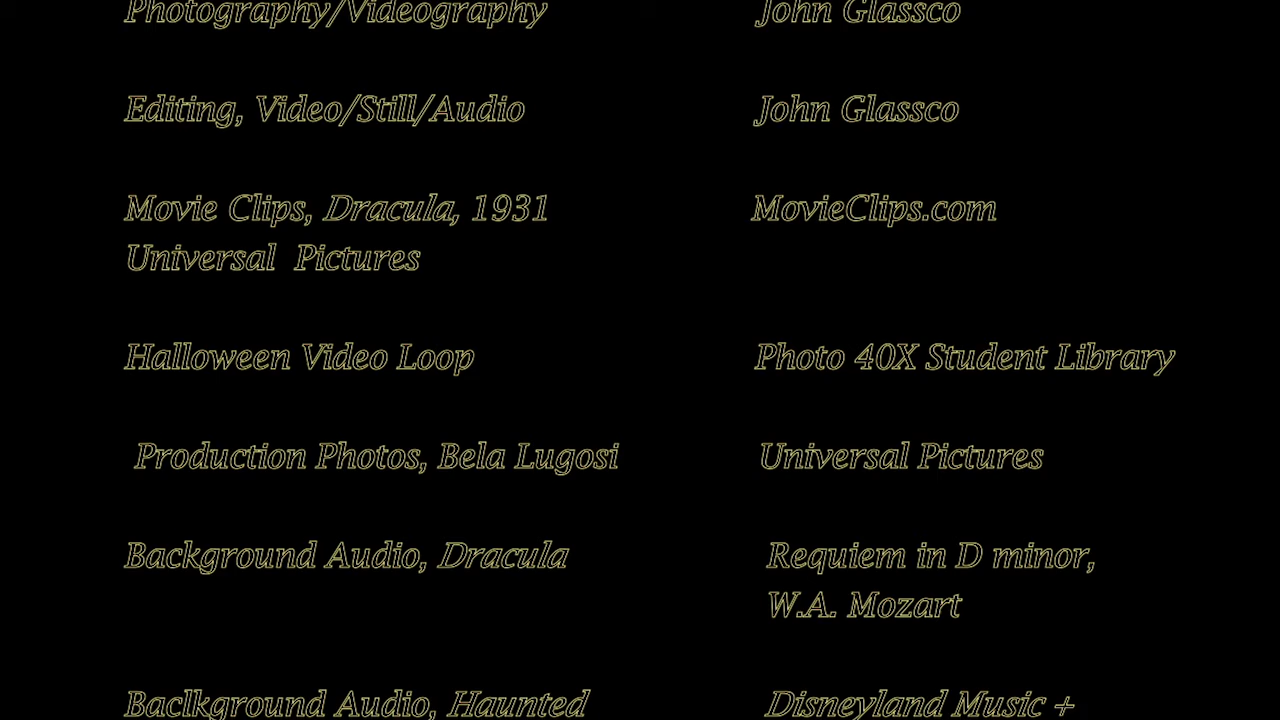 Photography/Videography John Glassco
Editing, Video/Still/Audio John Glassco
Movie Clips, Dracula, 1931 MovieClips.com
Universal Pictures
Halloween Video Loop Photo 40X Student Library
Production Photos, Bela Lugosi Universal Pictures
Background Audio, Dracula Requiem in D minor,
W.A. Mozart
Baclkground Audio, Haunted Disneyland Music +